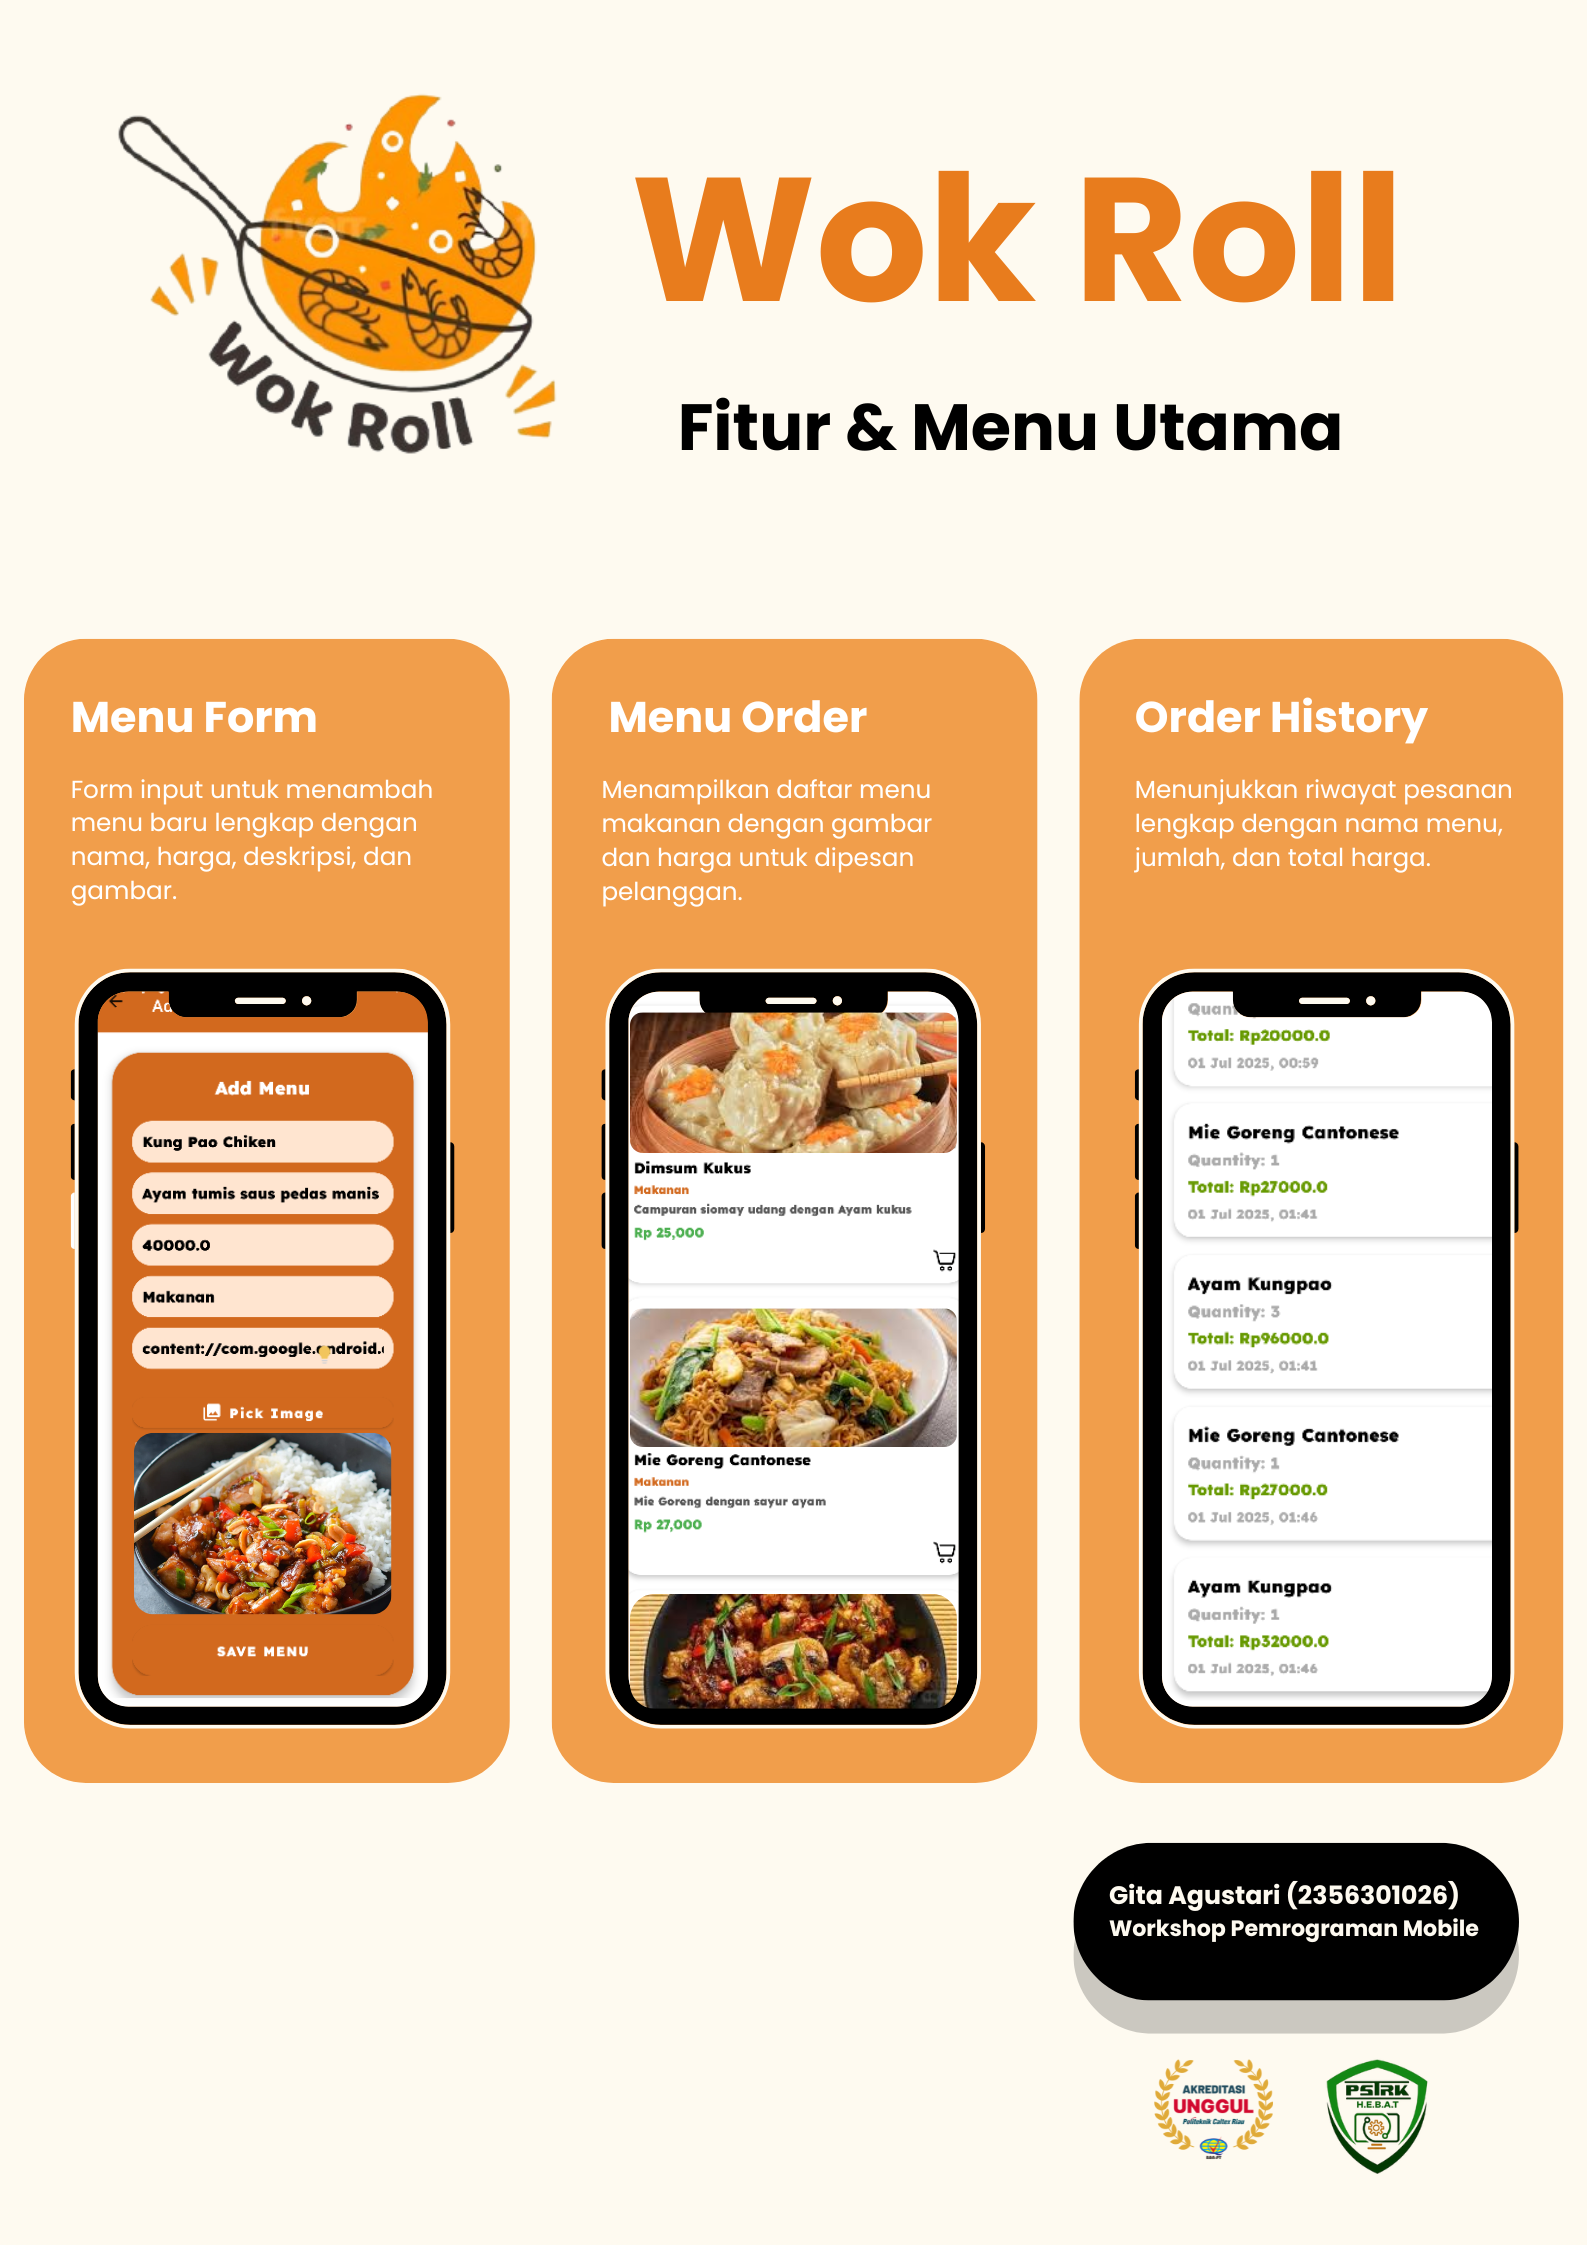 Wok Roll
Wok Roll
Fitur & Menu Utama
Menu Form
Form input untuk menambah
menu baru lengkap dengan
nama, harga, deskripsi, dan
gambar.
Add Menu
Kung Pao Chiken
Ayam tumis saus pedas manis
40000.0
Makanan
content://com.google.android.
Pick Image
SAVE MENU
Menu Order
Menampilkan daftar menu
makanan dengan gambar
dan harga untuk dipesan
pelanggan.
Dimsum Kukus
Makanan
Campuran siomay udang dengan Ayam kukus
Rp 25,000
Mie Goreng Cantonese
Makanan
Mie Goreng dengan sayur ayam
Rp 27,000
Order History
Menunjukkan riwayat pesanan
lengkap dengan nama menu,
jumlah, dan total harga.
Total: Rp20000.0
01 Jul 2025, 00:59
Mie Goreng Cantonese
Quantity: 1
Total: Rp27000.0
01 Jul 2025, 01:41
Ayam Kungpao
Quantity: 3
Total: Rp96000.0
01 Jul 2025, 01:41
Mie Goreng Cantonese
Quantity: 1
Total: Rp27000.0
01 Jul 2025, 01:46
Ayam Kungpao
Quantity: 1
Total: Rp32000.0
01 Jul 2025, 01:46
Gita Agustari (2356301026)
Workshop Pemrograman Mobile
AKREDITASI
UNGGUL
Politeknik Caltex Riau
PSTRK
H.E.B.A.T